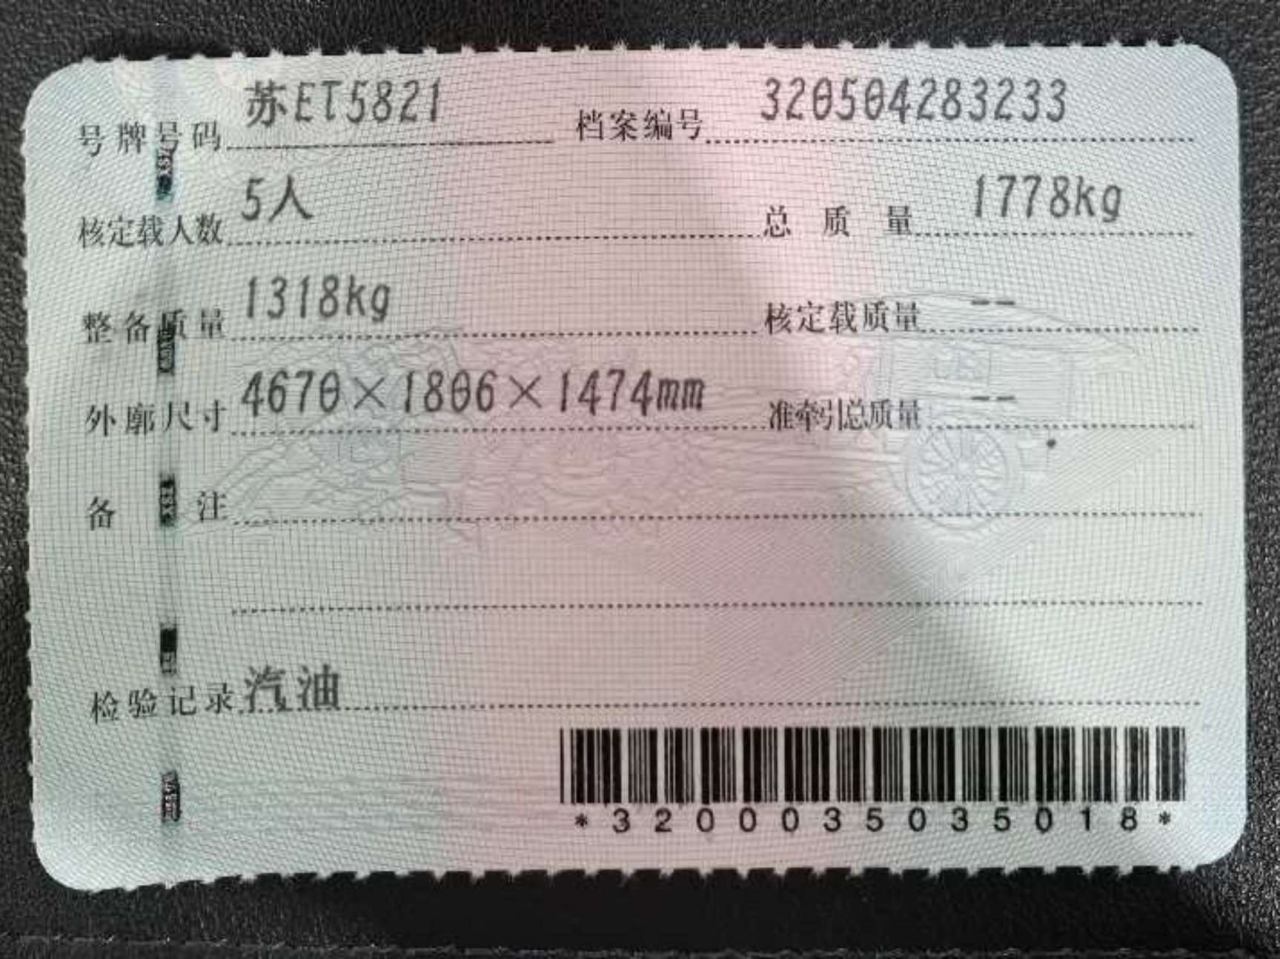 号牌号码 苏ET5821 档案编号 320504283233
核定载人数 5人 总质量 1778kg
整备质量 1318kg 核定载质量 --
外廓尺寸 4670×1806×1474mm 准牵引总质量 --
备注
检验记录 汽油
*3200035035018*